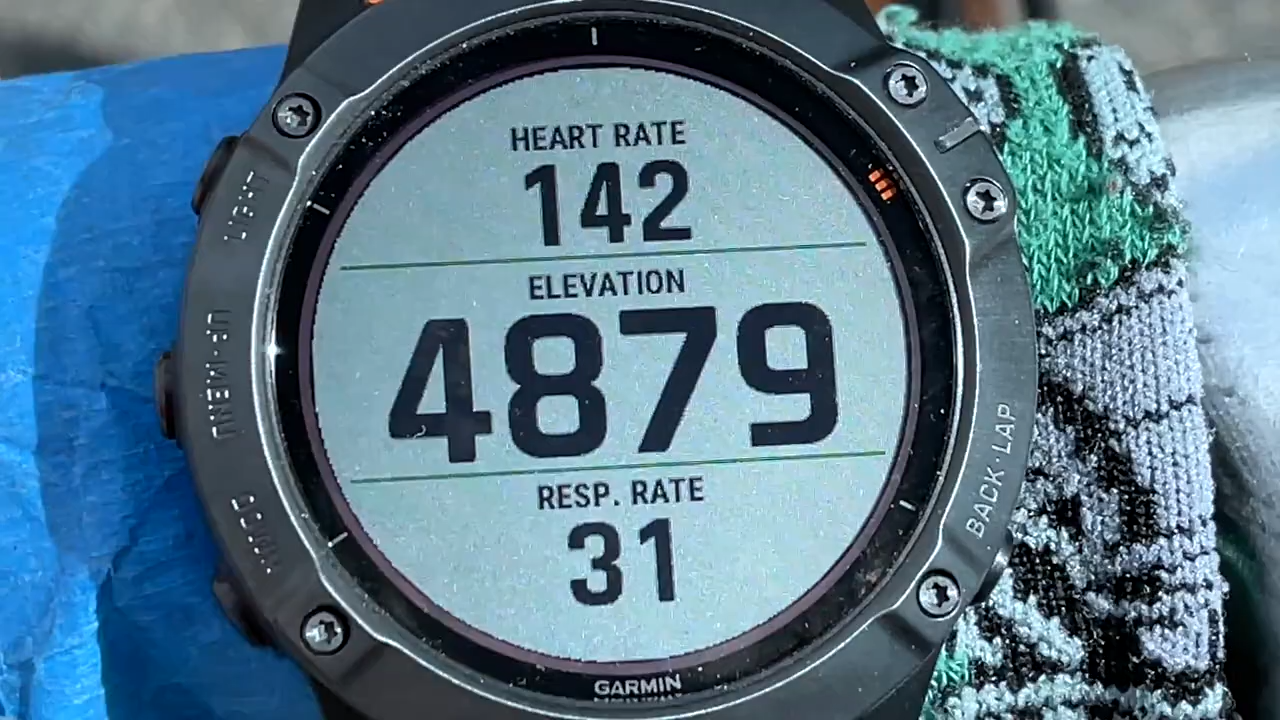 HEART RATE
142
ELEVATION
4879
RESP. RATE
31
LIGHT
UP·MENU
DOWN
BACK·LAP
GARMIN